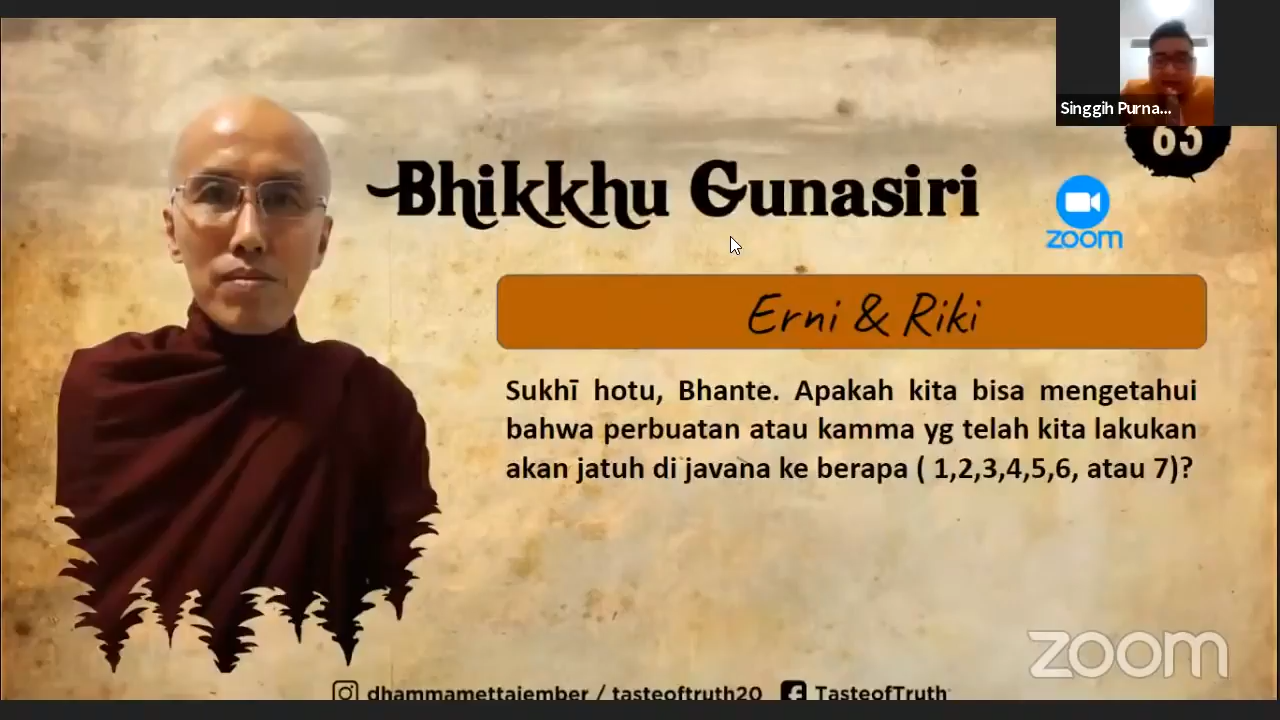 Singgih Purna...
Bhikkhu Gunasiri
zoom
Erni & Riki
Sukhī hotu, Bhante. Apakah kita bisa mengetahui
bahwa perbuatan atau kamma yg telah kita lakukan
akan jatuh di javana ke berapa ( 1,2,3,4,5,6, atau 7)?
zoom
dhammamettajember / tasteoftruth20 TasteofTruth